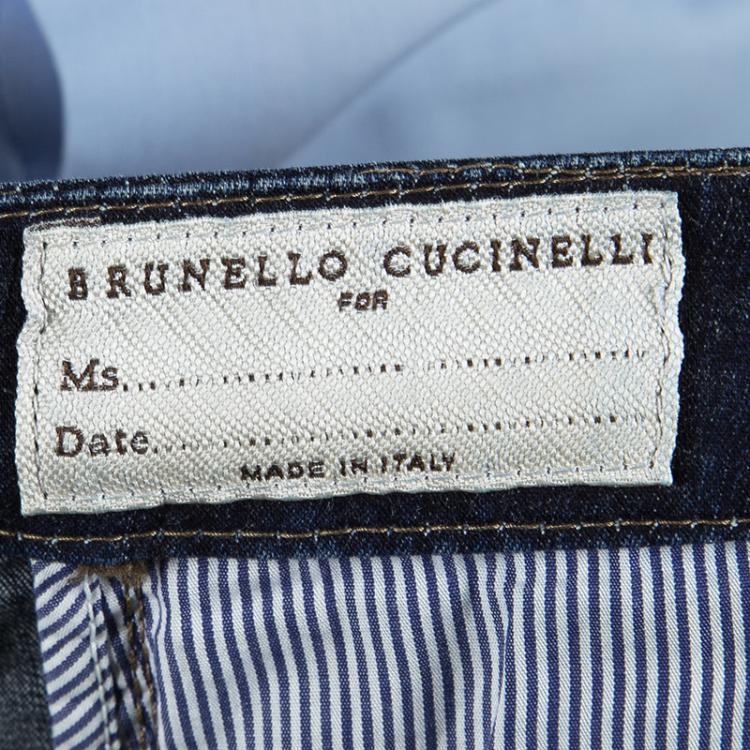 BRUNELLO CUCINELLI
FOR
Ms..............................................
Date..............................................
MADE IN ITALY